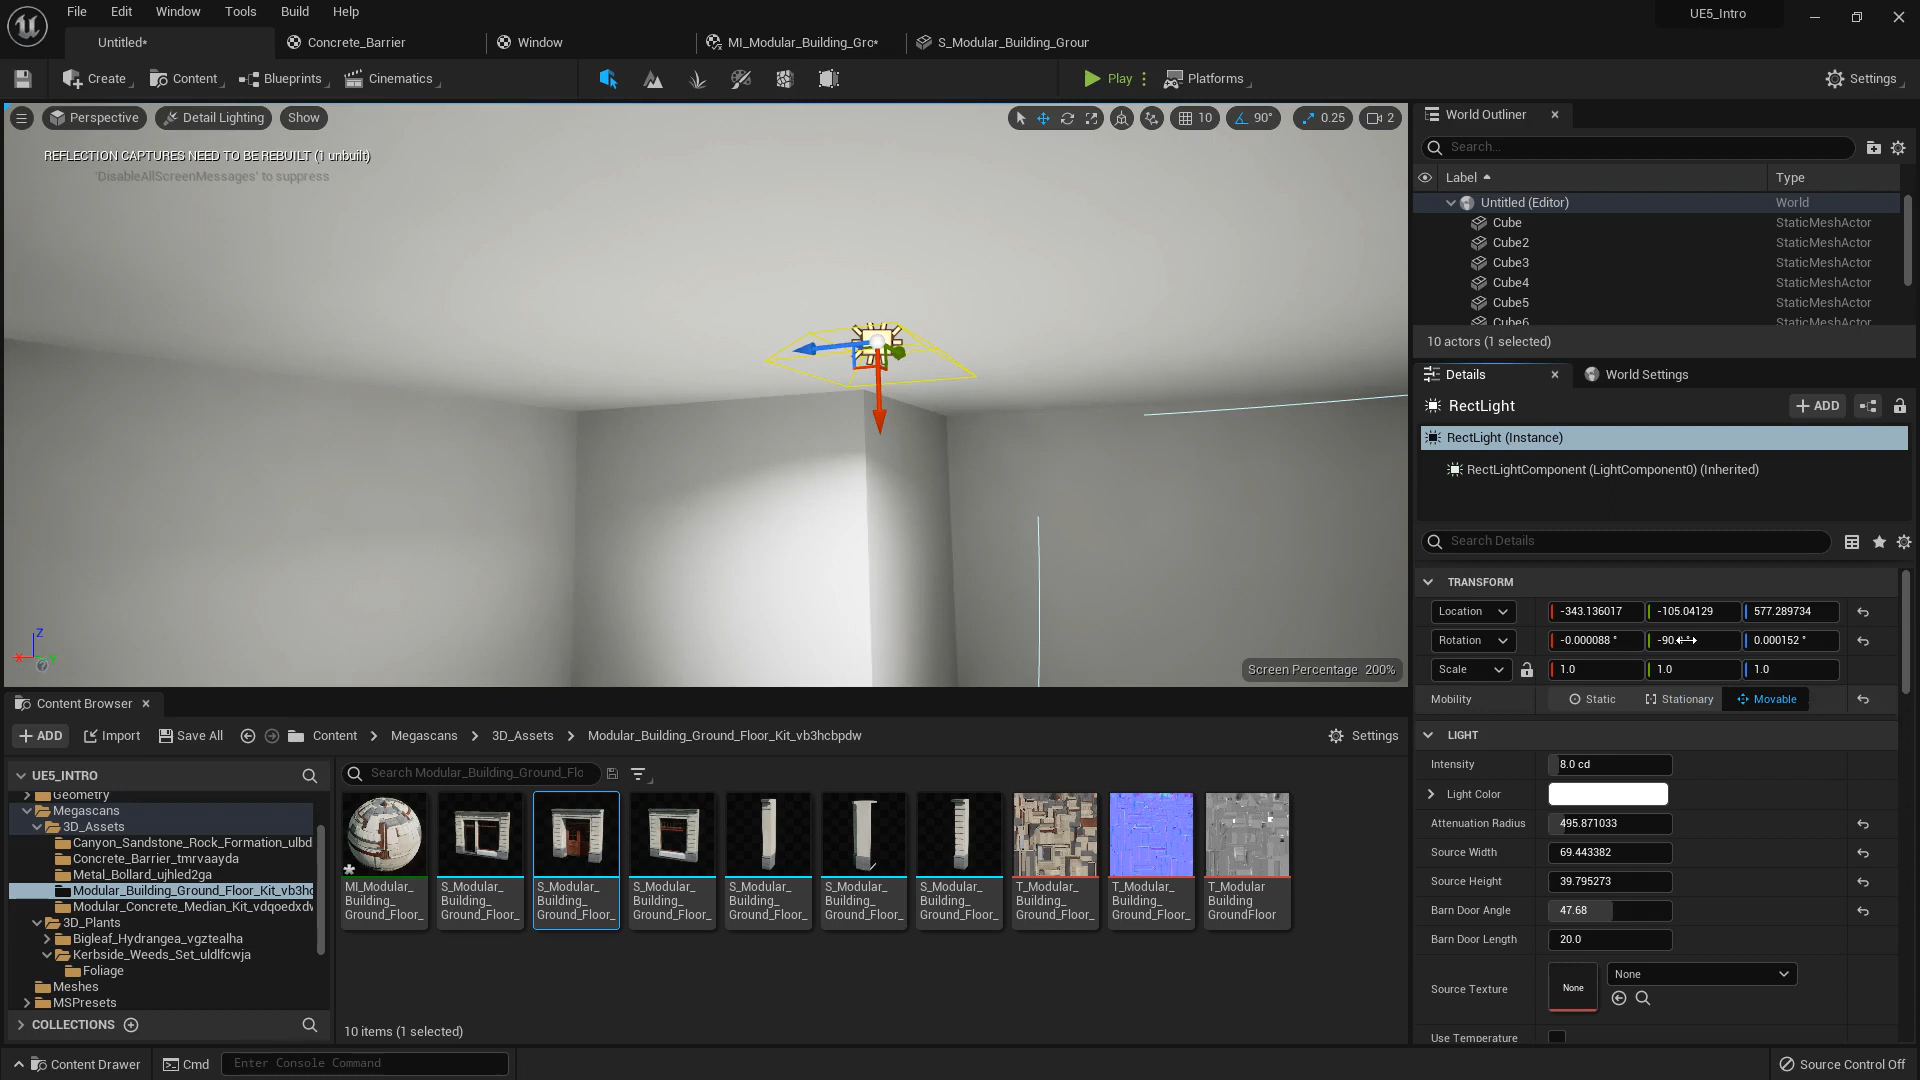 File Edit Window Tools Build Help
UE5_Intro
Untitled*
Concrete_Barrier
Window
MI_Modular_Building_Gro*
S_Modular_Building_Groun
Create
Content
Blueprints
Cinematics
Play
Platforms
Settings
Perspective
Detail Lighting
Show
10
90°
0.25
2
REFLECTION CAPTURES NEED TO BE REBUILT (1 unbuilt)
'DisableAllScreenMessages' to suppress
Z
X
Y
Screen Percentage 200%
World Outliner
Search...
Label
Type
Untitled (Editor) World
Cube StaticMeshActor
Cube2 StaticMeshActor
Cube3 StaticMeshActor
Cube4 StaticMeshActor
Cube5 StaticMeshActor
Cube6
10 actors (1 selected)
Details
World Settings
RectLight
ADD
RectLight (Instance)
RectLightComponent (LightComponent0) (Inherited)
Search Details
TRANSFORM
Location -343.136017 -105.04129 577.289734
Rotation -0.000088 ° -90. ° 0.000152 °
Scale 1.0 1.0 1.0
Mobility Static Stationary Movable
LIGHT
Intensity 8.0 cd
Light Color
Attenuation Radius 495.871033
Source Width 69.443382
Source Height 39.795273
Barn Door Angle 47.68
Barn Door Length 20.0
Source Texture None None
Use Temperature
Content Browser
ADD
Import
Save All
Content
Megascans
3D_Assets
Modular_Building_Ground_Floor_Kit_vb3hcbpdw
Settings
UE5_INTRO
Geometry
Megascans
3D_Assets
Canyon_Sandstone_Rock_Formation_ulbd
Concrete_Barrier_tmrvaayda
Metal_Bollard_ujhled2ga
Modular_Building_Ground_Floor_Kit_vb3hc
Modular_Concrete_Median_Kit_vdqoedxdv
3D_Plants
Bigleaf_Hydrangea_vgztealha
Kerbside_Weeds_Set_uldlfcwja
Foliage
Meshes
MSPresets
COLLECTIONS
Search Modular_Building_Ground_Flo
MI_Modular_
Building_
Ground_Floor_
S_Modular_
Building_
Ground_Floor_
S_Modular_
Building_
Ground_Floor_
S_Modular_
Building_
Ground_Floor_
S_Modular_
Building_
Ground_Floor_
S_Modular_
Building_
Ground_Floor_
S_Modular_
Building_
Ground_Floor_
T_Modular_
Building_
Ground_Floor_
T_Modular_
Building_
Ground_Floor_
T_Modular
Building
GroundFloor
10 items (1 selected)
Content Drawer
Cmd
Enter Console Command
Source Control Off